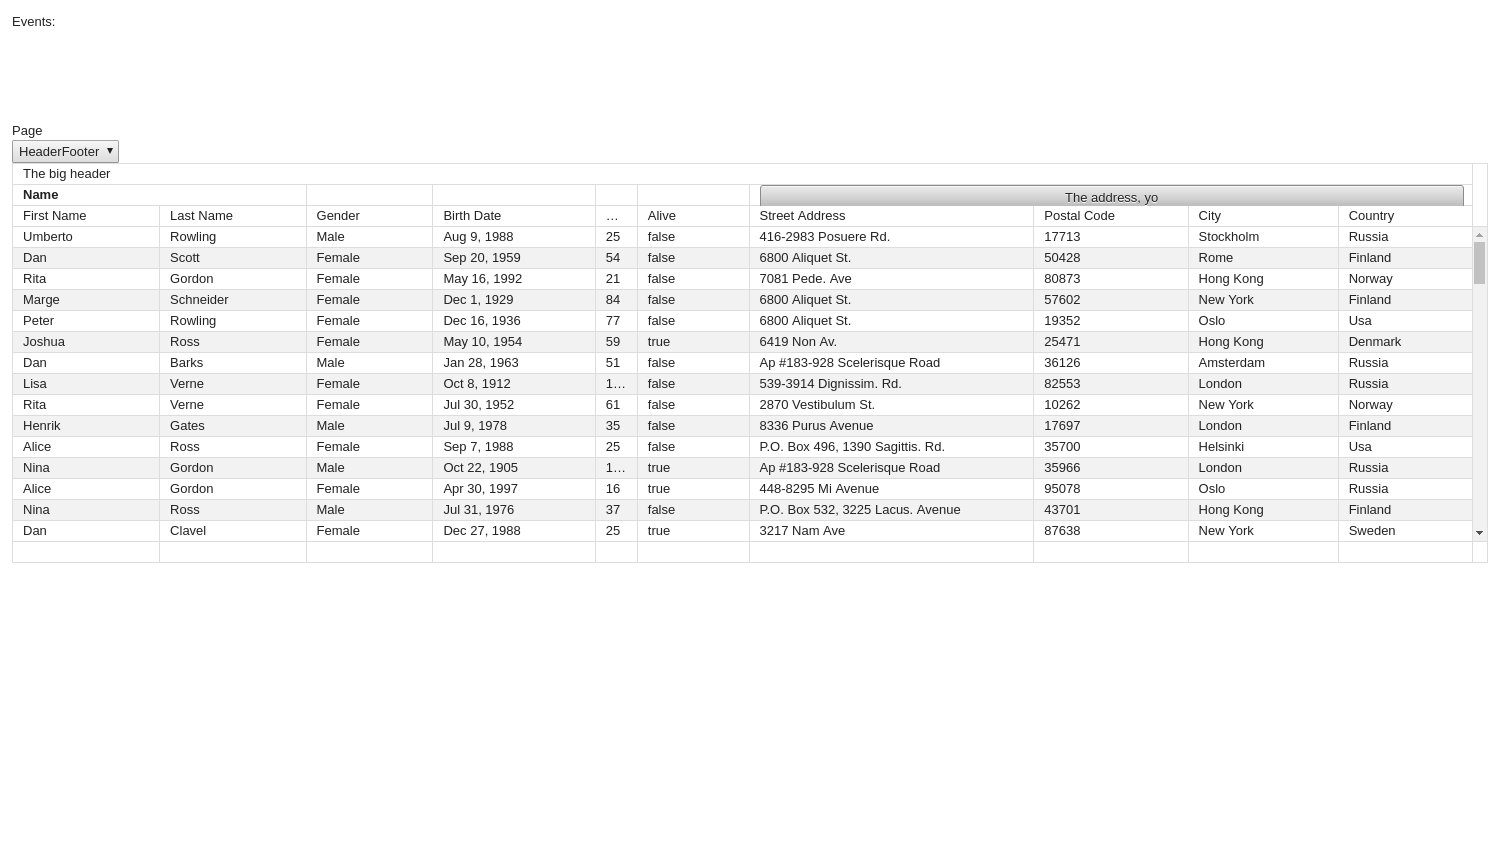 Events:
Page
HeaderFooter
The big header
Name The address, yo
First Name Last Name Gender Birth Date … Alive Street Address Postal Code City Country
Umberto Rowling Male Aug 9, 1988 25 false 416-2983 Posuere Rd. 17713 Stockholm Russia
Dan Scott Female Sep 20, 1959 54 false 6800 Aliquet St. 50428 Rome Finland
Rita Gordon Female May 16, 1992 21 false 7081 Pede. Ave 80873 Hong Kong Norway
Marge Schneider Female Dec 1, 1929 84 false 6800 Aliquet St. 57602 New York Finland
Peter Rowling Female Dec 16, 1936 77 false 6800 Aliquet St. 19352 Oslo Usa
Joshua Ross Female May 10, 1954 59 true 6419 Non Av. 25471 Hong Kong Denmark
Dan Barks Male Jan 28, 1963 51 false Ap #183-928 Scelerisque Road 36126 Amsterdam Russia
Lisa Verne Female Oct 8, 1912 1… false 539-3914 Dignissim. Rd. 82553 London Russia
Rita Verne Female Jul 30, 1952 61 false 2870 Vestibulum St. 10262 New York Norway
Henrik Gates Male Jul 9, 1978 35 false 8336 Purus Avenue 17697 London Finland
Alice Ross Female Sep 7, 1988 25 false P.O. Box 496, 1390 Sagittis. Rd. 35700 Helsinki Usa
Nina Gordon Male Oct 22, 1905 1… true Ap #183-928 Scelerisque Road 35966 London Russia
Alice Gordon Female Apr 30, 1997 16 true 448-8295 Mi Avenue 95078 Oslo Russia
Nina Ross Male Jul 31, 1976 37 false P.O. Box 532, 3225 Lacus. Avenue 43701 Hong Kong Finland
Dan Clavel Female Dec 27, 1988 25 true 3217 Nam Ave 87638 New York Sweden